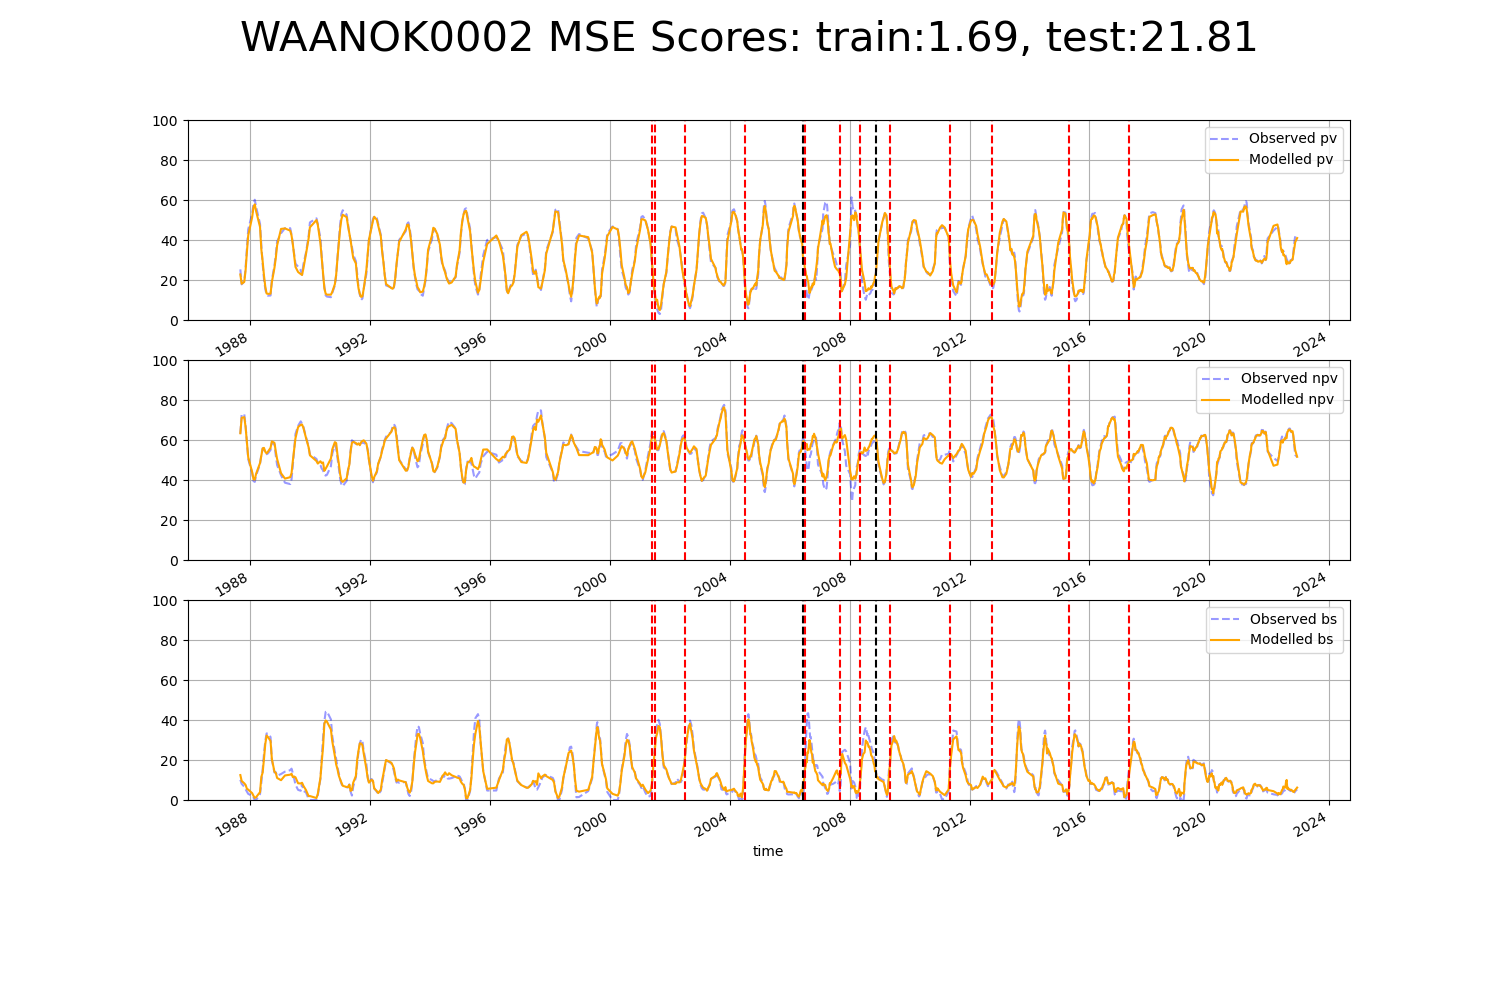 WAANOK0002 MSE Scores: train:1.69, test:21.81
100
80
60
40
20
0
Observed pv
Modelled pv
1988 1992 1996 2000 2004 2008 2012 2016 2020 2024
100
80
60
40
20
0
Observed npv
Modelled npv
1988 1992 1996 2000 2004 2008 2012 2016 2020 2024
100
80
60
40
20
0
Observed bs
Modelled bs
1988 1992 1996 2000 2004 2008 2012 2016 2020 2024
time